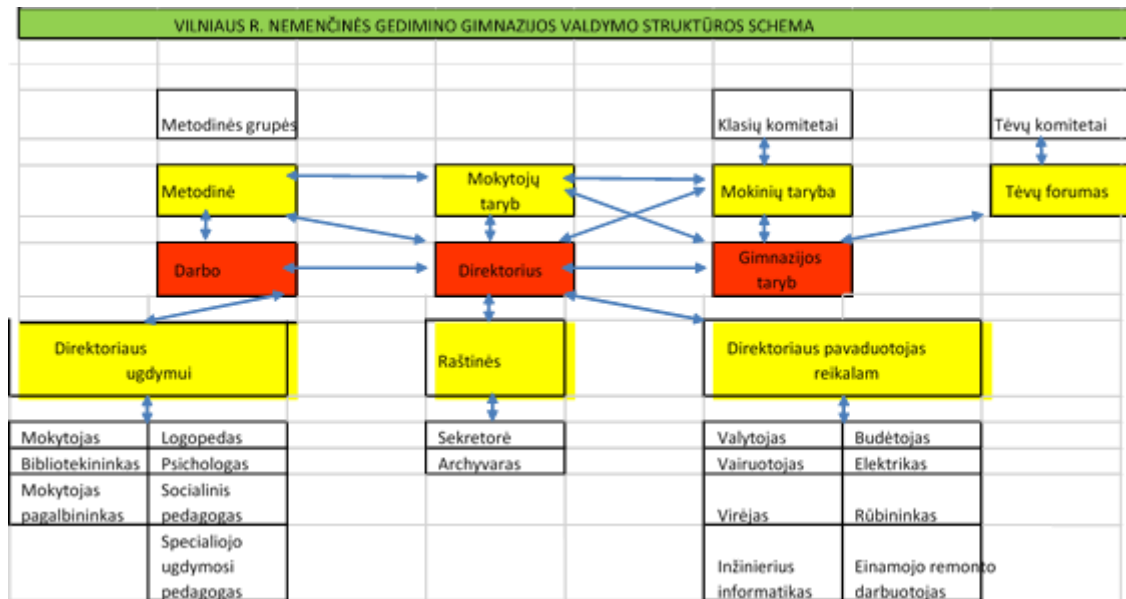 VILNIAUS R. NEMENČINĖS GEDIMINO GIMNAZIJOS VALDYMO STRUKTŪROS SCHEMA
Metodinės grupės
Klasių komitetai
Tėvų komitetai
Metodinė
Mokytojų
taryb
Mokinių taryba
Tėvų forumas
Darbo
Direktorius
Gimnazijos
taryb
Direktoriaus
ugdymui
Raštinės
Direktoriaus pavaduotojas
reikalam
Mokytojas
Logopedas
Sekretorė
Valytojas
Budėtojas
Bibliotekininkas
Psichologas
Archyvaras
Vairuotojas
Elektrikas
Mokytojas
pagalbininkas
Socialinis
pedagogas
Virėjas
Rūbininkas
Specialiojo
ugdymosi
pedagogas
Inžinierius
informatikas
Einamojo remonto
darbuotojas